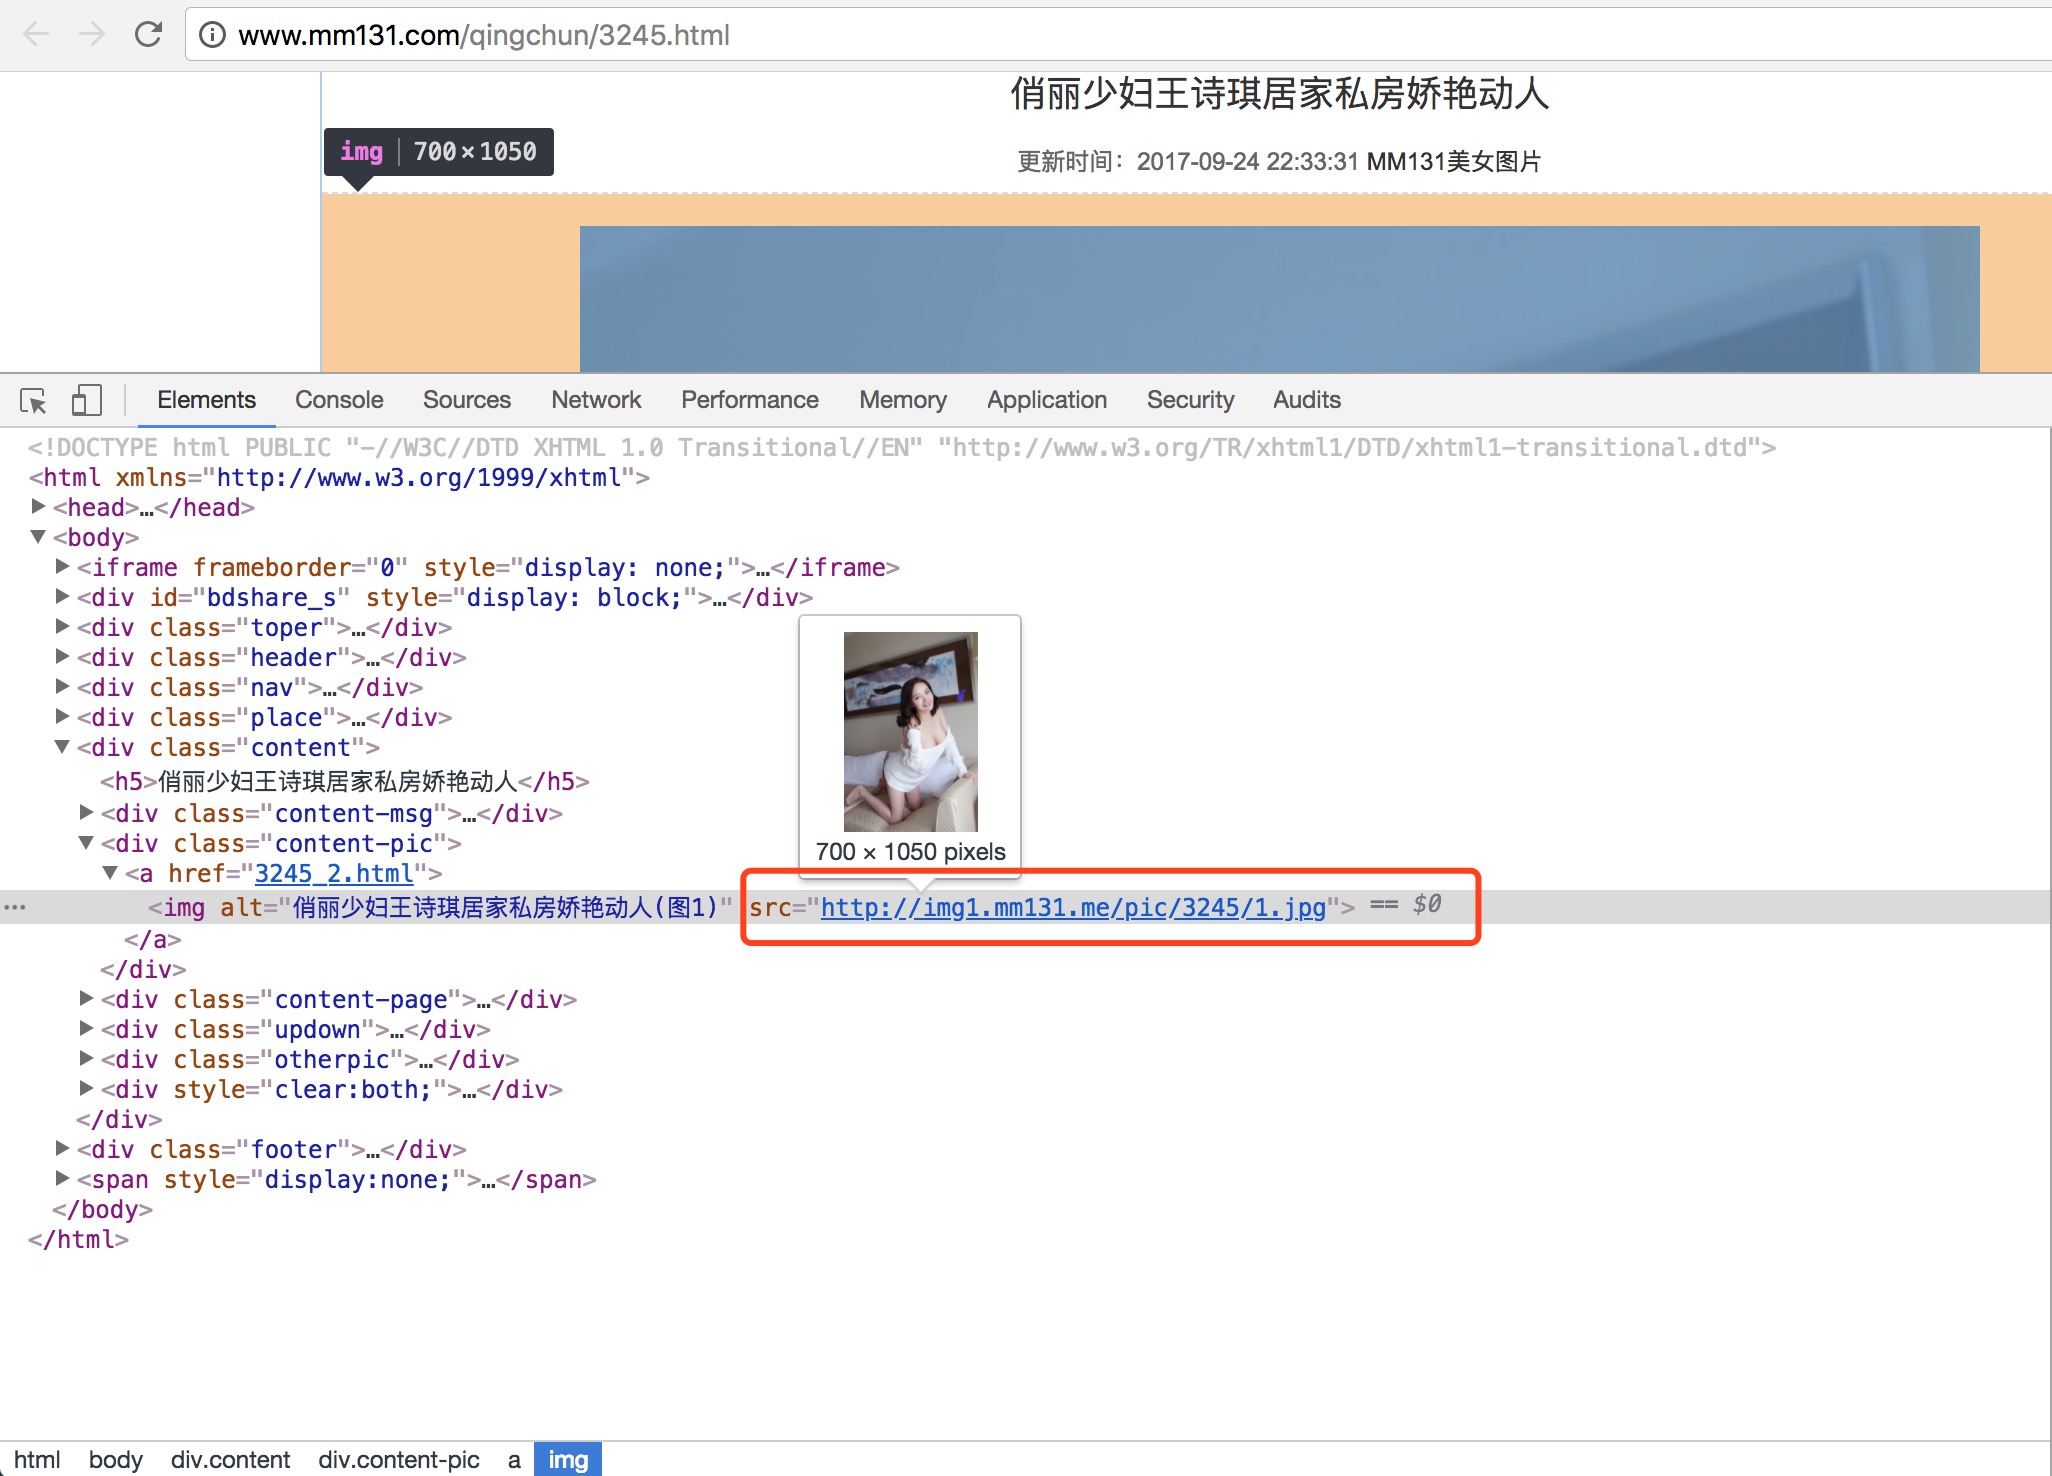 www.mm131.com/qingchun/3245.html
俏丽少妇王诗琪居家私房娇艳动人
img 700×1050
更新时间：2017-09-24 22:33:31 MM131美女图片
Elements Console Sources Network Performance Memory Application Security Audits
<!DOCTYPE html PUBLIC "-//W3C//DTD XHTML 1.0 Transitional//EN" "http://www.w3.org/TR/xhtml1/DTD/xhtml1-transitional.dtd">
<html xmlns="http://www.w3.org/1999/xhtml">
<head>…</head>
<body>
<iframe frameborder="0" style="display: none;">…</iframe>
<div id="bdshare_s" style="display: block;">…</div>
<div class="toper">…</div>
<div class="header">…</div>
<div class="nav">…</div>
<div class="place">…</div>
<div class="content">
<h5>俏丽少妇王诗琪居家私房娇艳动人</h5>
<div class="content-msg">…</div>
<div class="content-pic">
700 × 1050 pixels
<a href="3245_2.html">
<img alt="俏丽少妇王诗琪居家私房娇艳动人(图1)" src="http://img1.mm131.me/pic/3245/1.jpg"> == $0
</a>
</div>
<div class="content-page">…</div>
<div class="updown">…</div>
<div class="otherpic">…</div>
<div style="clear:both;">…</div>
</div>
<div class="footer">…</div>
<span style="display:none;">…</span>
</body>
</html>
html body div.content div.content-pic a img